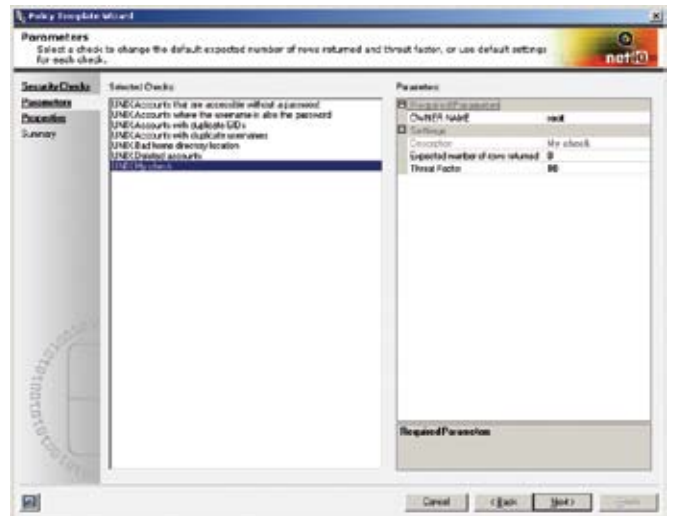 Policy Template Wizard
Parameters
Select a check to change the default expected number of rows returned and threat factor, or use default settings
for each check.
netIQ
Security Checks
Parameters
Properties
Summary
Selected Checks:
UNIX:Accounts that are accessible without a password
UNIX:Accounts where the username is also the password
UNIX:Accounts with duplicate UIDs
UNIX:Accounts with duplicate usernames
UNIX:Bad home directory location
UNIX:Disabled accounts
UNIX:My check
Parameters:
Required Parameters
OWNER NAME root
Settings
Description My check
Expected number of rows returned 0
Threat Factor
Required Parameters
Cancel
< Back
Next >